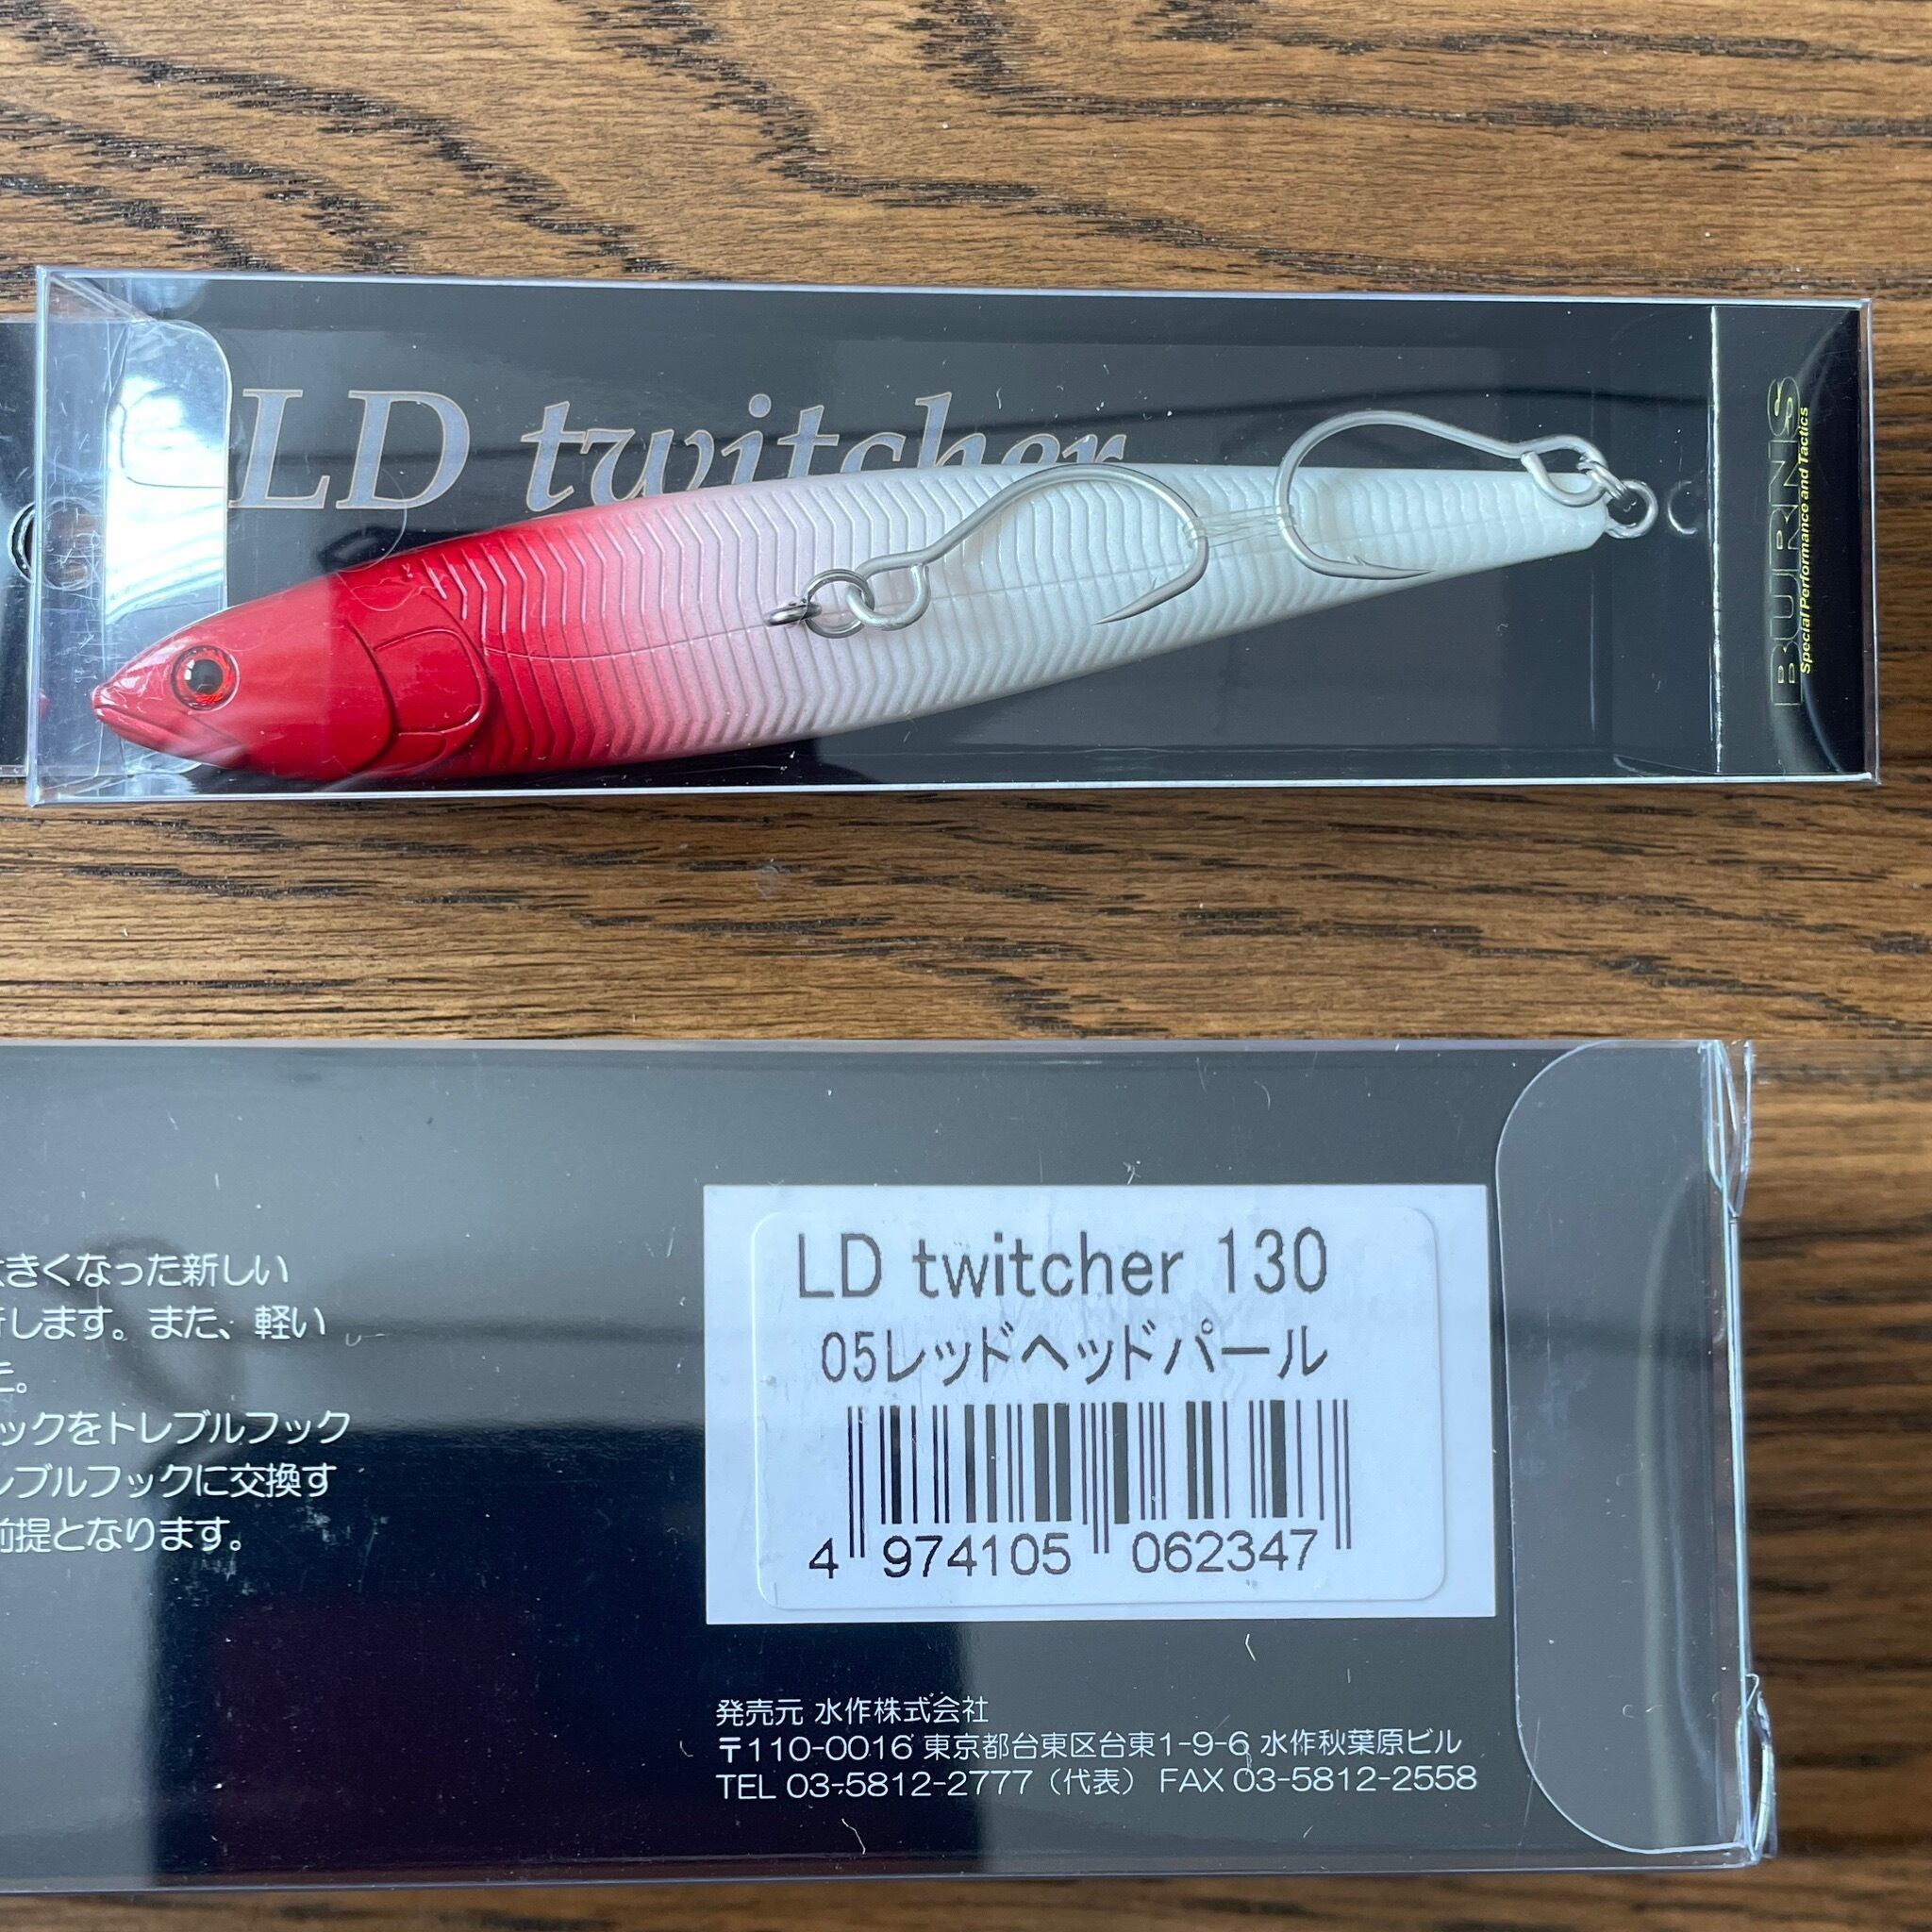 LD twitcher
BURNS
Special Performance and Tactics
きくなった新しい
します。また、軽い
た。
ックをトレブルフック
レブルフックに交換す
前提となります。
LD twitcher 130
05レッドヘッドパール
4 974105 062347
発売元 水作株式会社
〒110-0016 東京都台東区台東1-9-6 水作秋葉原ビル
TEL 03-5812-2777（代表） FAX 03-5812-2558